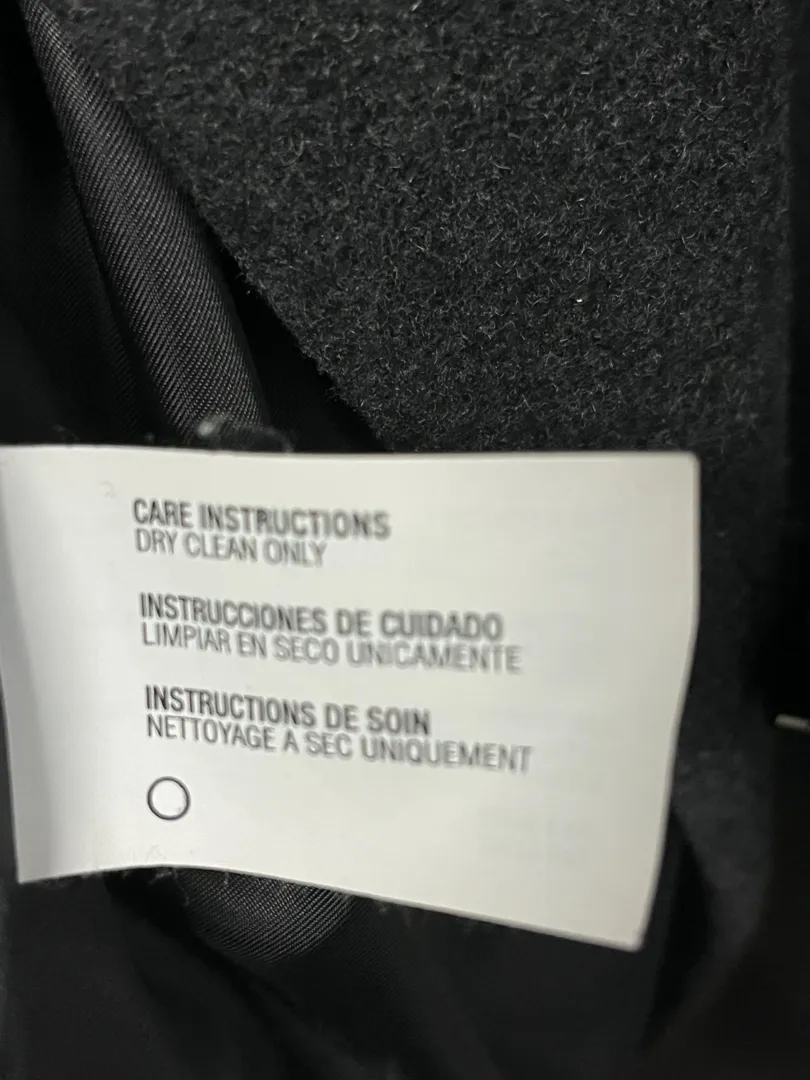 CARE INSTRUCTIONS
DRY CLEAN ONLY
INSTRUCCIONES DE CUIDADO
LIMPIAR EN SECO UNICAMENTE
INSTRUCTIONS DE SOIN
NETTOYAGE A SEC UNIQUEMENT